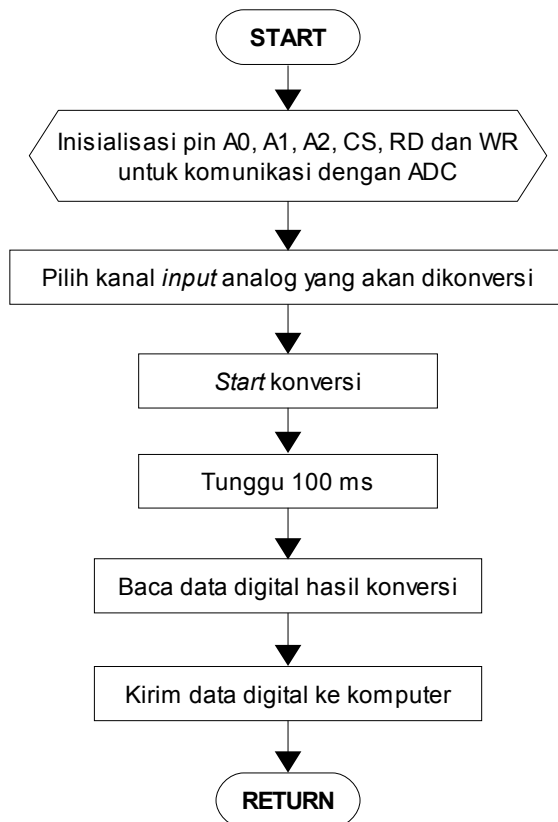 START
Inisialisasi pin A0, A1, A2, CS, RD dan WR
untuk komunikasi dengan ADC
Pilih kanal input analog yang akan dikonversi
Start konversi
Tunggu 100 ms
Baca data digital hasil konversi
Kirim data digital ke komputer
RETURN